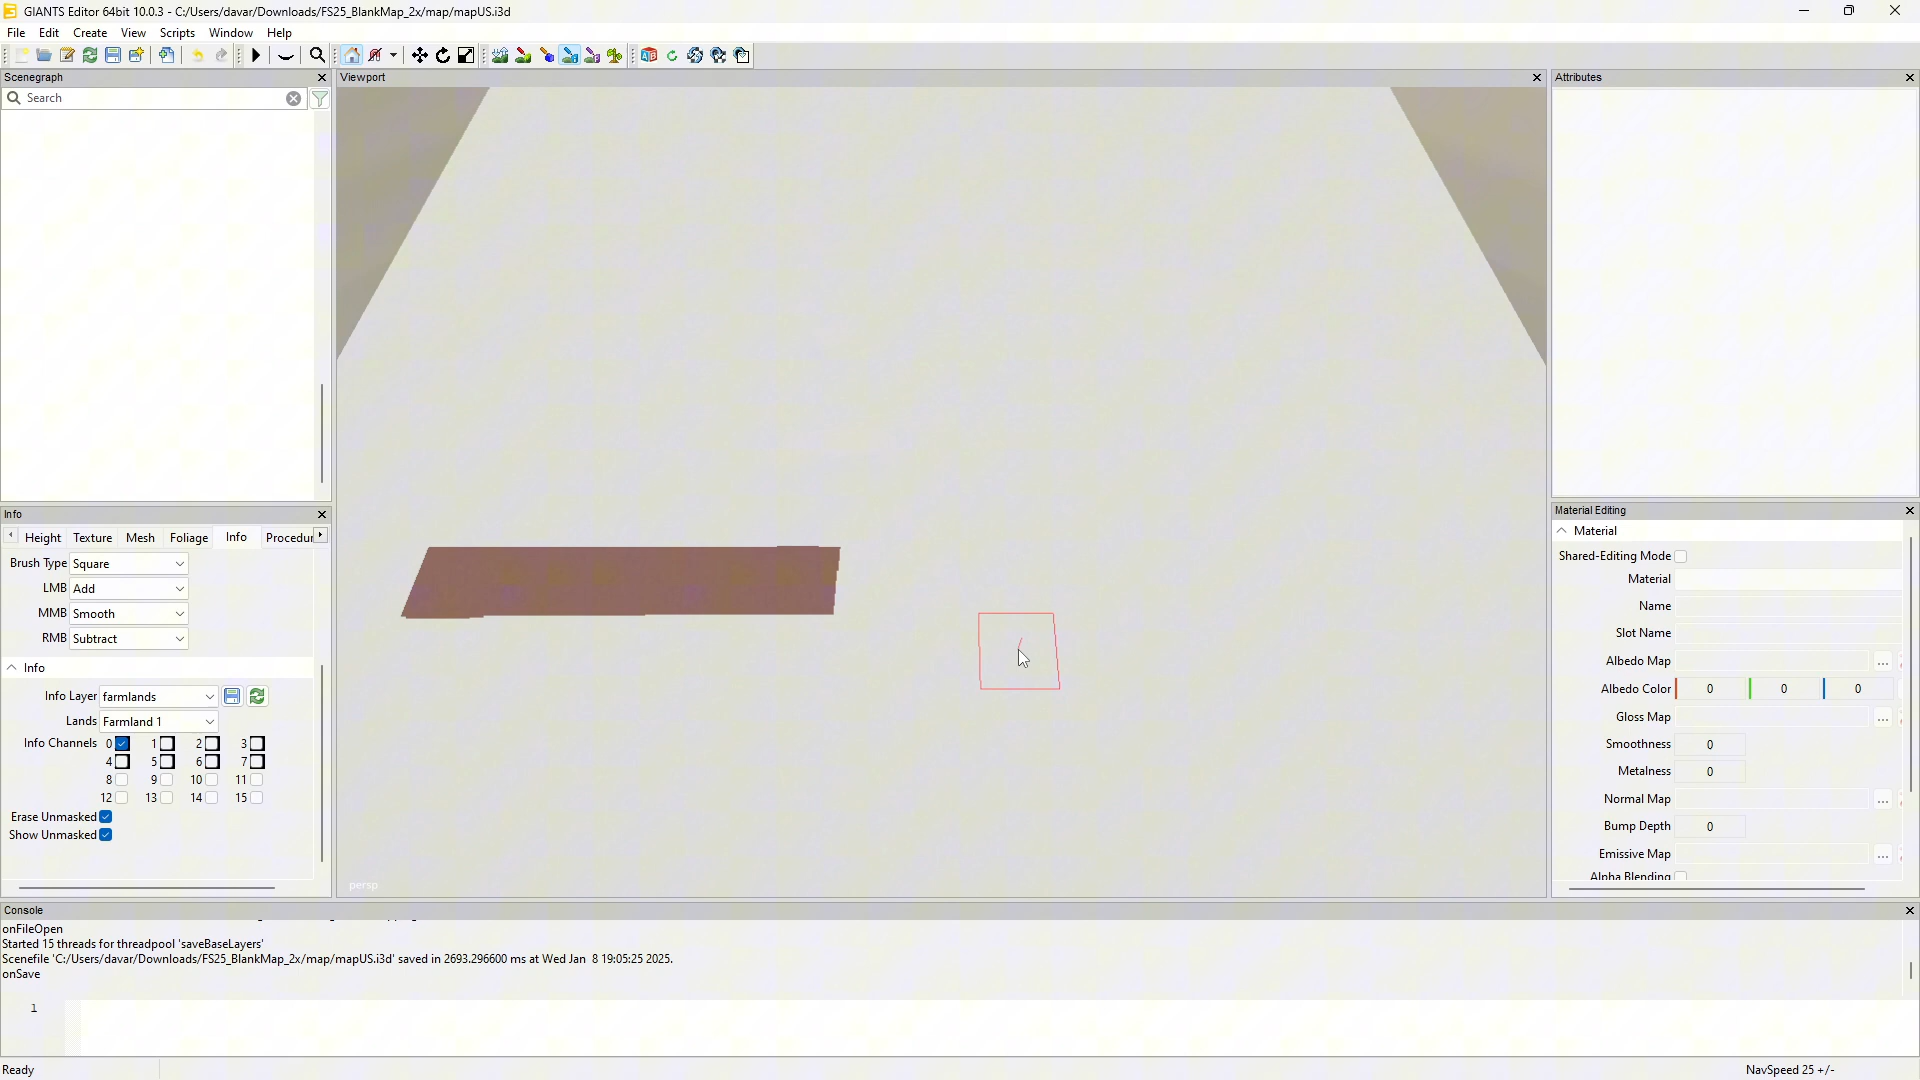 GIANTS Editor 64bit 10.0.3 - C:/Users/davar/Downloads/FS25_BlankMap_2x/map/mapUS.i3d
File Edit Create View Scripts Window Help
Scenegraph
Search
Viewport
persp
Attributes
Info
Height Texture Mesh Foliage Info Procedur
Brush Type Square
LMB Add
MMB Smooth
RMB Subtract
Info
Info Layer farmlands
Lands Farmland 1
Info Channels 0 1 2 3
4 5 6 7
8 9 10 11
12 13 14 15
Erase Unmasked
Show Unmasked
Material Editing
Material
Shared-Editing Mode
Material
Name
Slot Name
Albedo Map ...
Albedo Color 0 0 0
Gloss Map ...
Smoothness 0
Metalness 0
Normal Map ...
Bump Depth 0
Emissive Map ...
Alpha Blending
Console
onFileOpen
Started 15 threads for threadpool 'saveBaseLayers'
Scenefile 'C:/Users/davar/Downloads/FS25_BlankMap_2x/map/mapUS.i3d' saved in 2693.296600 ms at Wed Jan 8 19:05:25 2025.
onSave
1
Ready
NavSpeed 25 +/-